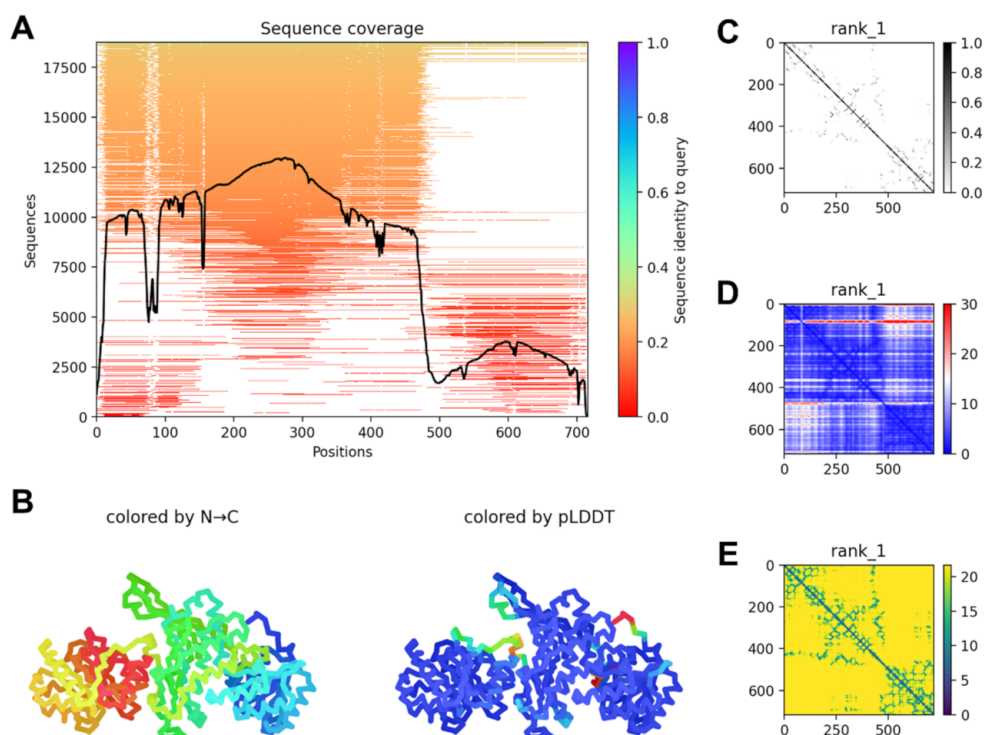 A
Sequence coverage
Sequences
17500
15000
12500
10000
7500
5000
2500
0
0 100 200 300 400 500 600 700
Positions
1.0
0.8
0.6
0.4
0.2
0.0
Sequence identity to query
C
rank_1
0
200
400
600
0 500
1.0
0.8
0.6
0.4
0.2
0.0
D
rank_1
0
200
400
600
0 250 500
30
20
10
0
B
colored by N→C
colored by pLDDT
E
rank_1
0
200
400
600
0 250 500
20
15
10
5
0